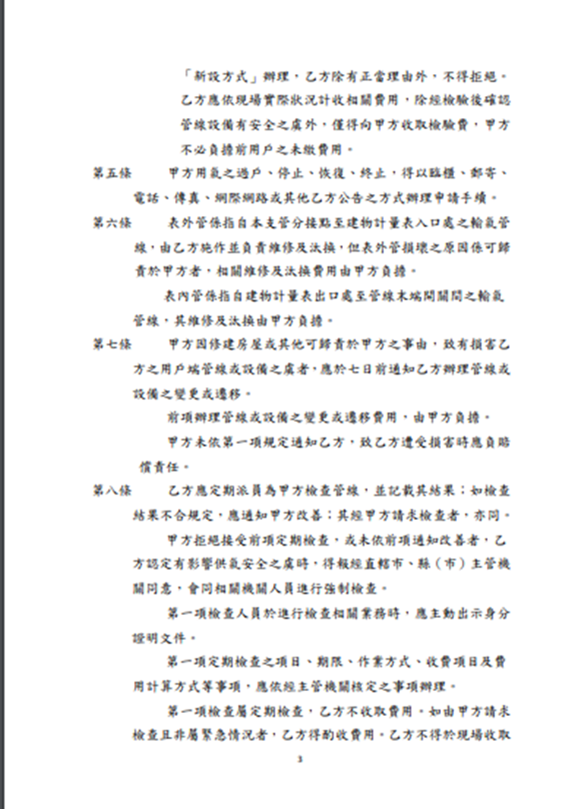 「新設方式」辦理，乙方除有正當理由外，不得拒絕。
乙方應依現場實際狀況計收相關費用，除經檢驗後確認
管線設備有安全之虞外，僅得向甲方收取檢驗費，甲方
不必負擔前用戶之未繳費用。
第五條 甲方用氣之過戶、停止、恢復、終止，得以臨櫃、郵寄、
電話、傳真、網際網路或其他乙方公告之方式辦理申請手續。
第六條 表外管係指自本支管分接點至建物計量表入口處之輸氣管
線，由乙方施作並負責維修及汰換，但表外管損壞之原因係可歸
責於甲方者，相關維修及汰換費用由甲方負擔。
表內管係指自建物計量表出口處至管線末端開關間之輸氣
管線，其維修及汰換由甲方負擔。
第七條 甲方因修建房屋或其他可歸責於甲方之事由，致有損害乙
方之用戶端管線或設備之虞者，應於七日前通知乙方辦理管線或
設備之變更或遷移。
前項辦理管線或設備之變更或遷移費用，由甲方負擔。
甲方未依第一項規定通知乙方，致乙方遭受損害時應負賠
償責任。
第八條 乙方應定期派員為甲方檢查管線，並記載其結果；如檢查
結果不合規定，應通知甲方改善；其經甲方請求檢查者，亦同。
甲方拒絕接受前項定期檢查，或未依前項通知改善者，乙
方認定有影響供氣安全之虞時，得報經直轄市、縣（市）主管機
關同意，會同相關機關人員進行強制檢查。
第一項檢查人員於進行檢查相關業務時，應主動出示身分
證明文件。
第一項定期檢查之項目、期限、作業方式、收費項目及費
用計算方式等事項，應依經主管機關核定之事項辦理。
第一項檢查屬定期檢查，乙方不收取費用。如由甲方請求
檢查且非屬緊急情況者，乙方得酌收費用。乙方不得於現場收取
3